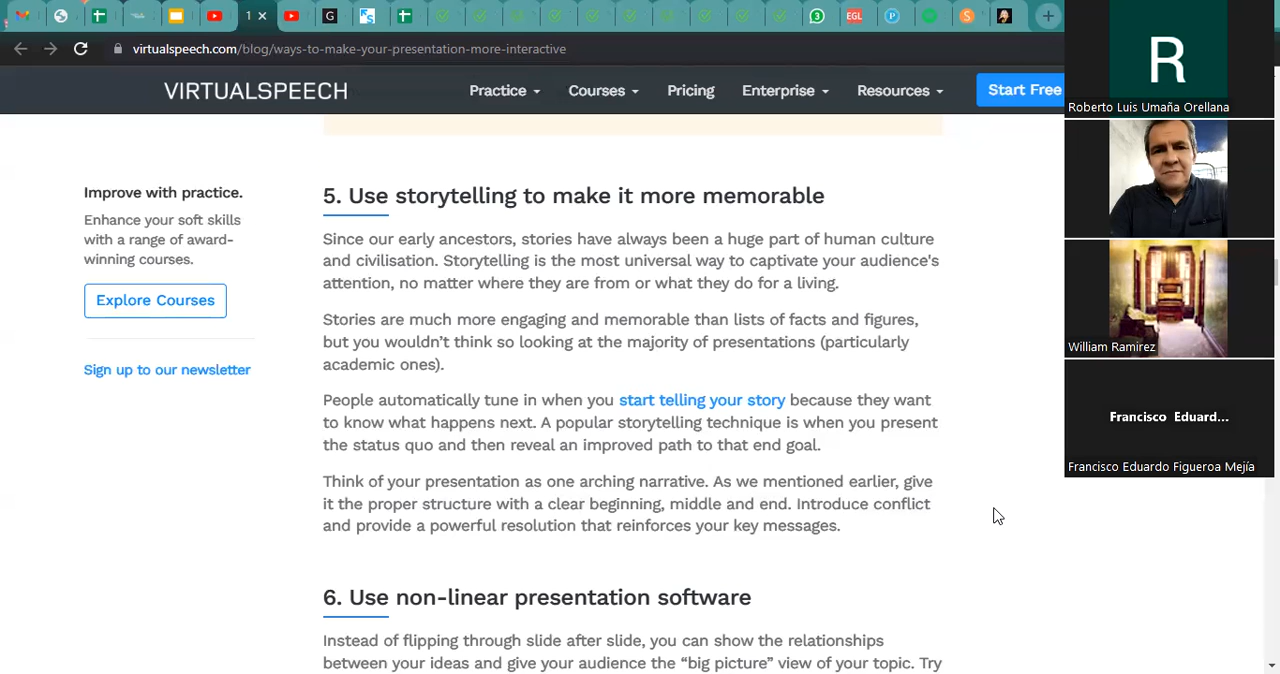 1
G
3
EGL
P
S
virtualspeech.com/blog/ways-to-make-your-presentation-more-interactive
VIRTUALSPEECH
Practice
Courses
Pricing
Enterprise
Resources
Start Free
Improve with practice.
Enhance your soft skills
with a range of award-
winning courses.
Explore Courses
Sign up to our newsletter
5. Use storytelling to make it more memorable
Since our early ancestors, stories have always been a huge part of human culture
and civilisation. Storytelling is the most universal way to captivate your audience's
attention, no matter where they are from or what they do for a living.
Stories are much more engaging and memorable than lists of facts and figures,
but you wouldn't think so looking at the majority of presentations (particularly
academic ones).
People automatically tune in when you start telling your story because they want
to know what happens next. A popular storytelling technique is when you present
the status quo and then reveal an improved path to that end goal.
Think of your presentation as one arching narrative. As we mentioned earlier, give
it the proper structure with a clear beginning, middle and end. Introduce conflict
and provide a powerful resolution that reinforces your key messages.
6. Use non-linear presentation software
Instead of flipping through slide after slide, you can show the relationships
between your ideas and give your audience the “big picture” view of your topic. Try
R
Roberto Luis Umaña Orellana
William Ramirez
Francisco Eduard...
Francisco Eduardo Figueroa Mejía